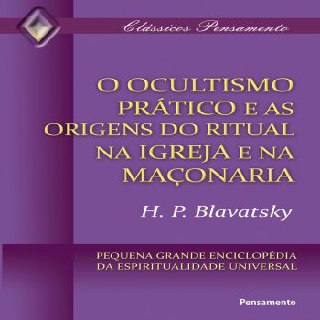 Clássicos Pensamento
O OCULTISMO
PRÁTICO E AS
ORIGENS DO RITUAL
NA IGREJA E NA
MAÇONARIA
H. P. Blavatsky
PEQUENA GRANDE ENCICLOPÉDIA
DA ESPIRITUALIDADE UNIVERSAL
Pensamento